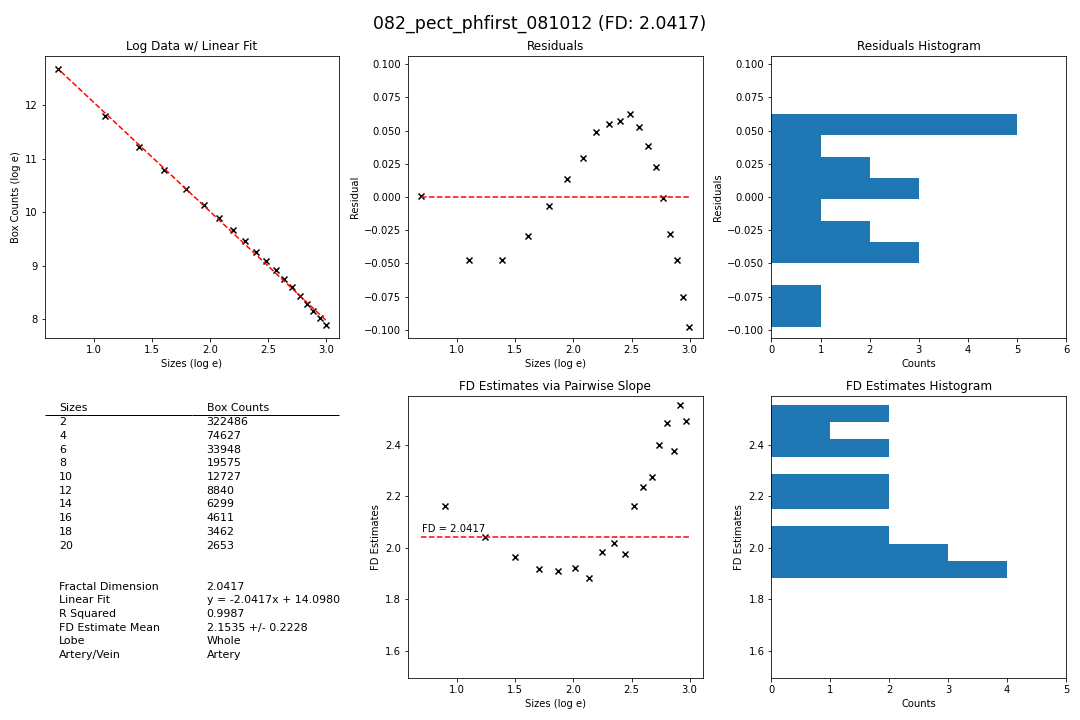 082_pect_phfirst_081012 (FD: 2.0417)
Log Data w/ Linear Fit
Box Counts (log e)
12
11
10
9
8
1.0 1.5 2.0 2.5 3.0
Sizes (log e)
Residuals
Residual
0.100
0.075
0.050
0.025
0.000
−0.025
−0.050
−0.075
−0.100
1.0 1.5 2.0 2.5 3.0
Sizes (log e)
Residuals Histogram
Residuals
0.100
0.075
0.050
0.025
0.000
−0.025
−0.050
−0.075
−0.100
0 1 2 3 4 5 6
Counts
Sizes Box Counts
2 322486
4 74627
6 33948
8 19575
10 12727
12 8840
14 6299
16 4611
18 3462
20 2653
Fractal Dimension 2.0417
Linear Fit y = -2.0417x + 14.0980
R Squared 0.9987
FD Estimate Mean 2.1535 +/- 0.2228
Lobe Whole
Artery/Vein Artery
FD Estimates via Pairwise Slope
FD Estimates
2.4
2.2
2.0
1.8
1.6
FD = 2.0417
1.0 1.5 2.0 2.5 3.0
Sizes (log e)
FD Estimates Histogram
FD Estimates
2.4
2.2
2.0
1.8
1.6
0 1 2 3 4 5
Counts